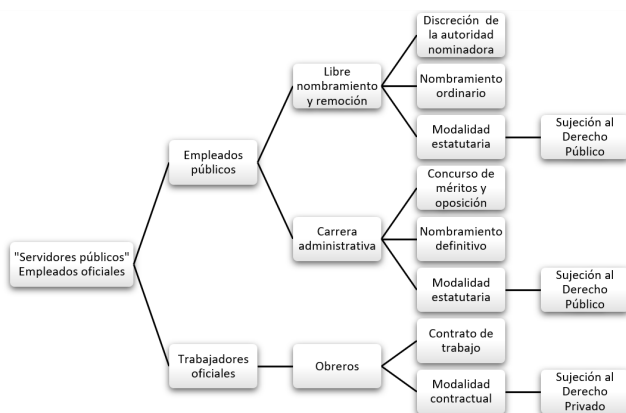 "Servidores públicos"
Empleados oficiales
Empleados
públicos
Libre
nombramiento
y remoción
Discreción de
la autoridad
nominadora
Nombramiento
ordinario
Modalidad
estatutaria
Sujeción al
Derecho
Público
Carrera
administrativa
Concurso de
méritos y
oposición
Nombramiento
definitivo
Modalidad
estatutaria
Sujeción al
Derecho
Público
Trabajadores
oficiales
Obreros
Contrato de
trabajo
Modalidad
contractual
Sujeción al
Derecho
Privado